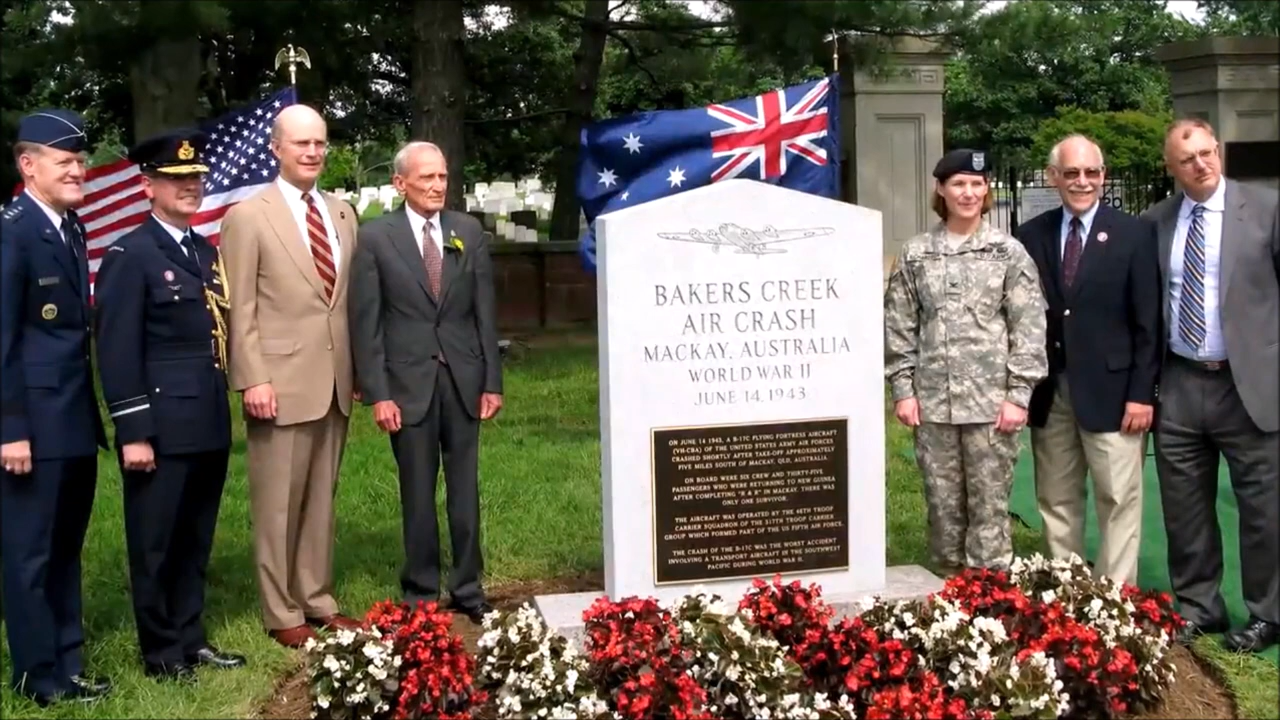 BAKERS CREEK
AIR CRASH
MACKAY, AUSTRALIA
WORLD WAR II
JUNE 14, 1943
ON JUNE 14 1943, A B-17C FLYING FORTRESS AIRCRAFT
(VH-CBA) OF THE UNITED STATES ARMY AIR FORCES
CRASHED SHORTLY AFTER TAKE-OFF APPROXIMATELY
FIVE MILES SOUTH OF MACKAY, QLD, AUSTRALIA.
ON BOARD WERE SIX CREW AND THIRTY-FIVE
PASSENGERS WHO WERE RETURNING TO NEW GUINEA
AFTER COMPLETING "R & R" IN MACKAY. THERE WAS
ONLY ONE SURVIVOR.
THE AIRCRAFT WAS OPERATED BY THE 46TH TROOP
CARRIER SQUADRON OF THE 317TH TROOP CARRIER
GROUP WHICH FORMED PART OF THE US FIFTH AIR FORCE.
THE CRASH OF THE B-17C WAS THE WORST ACCIDENT
INVOLVING A TRANSPORT AIRCRAFT IN THE SOUTHWEST
PACIFIC DURING WORLD WAR II.